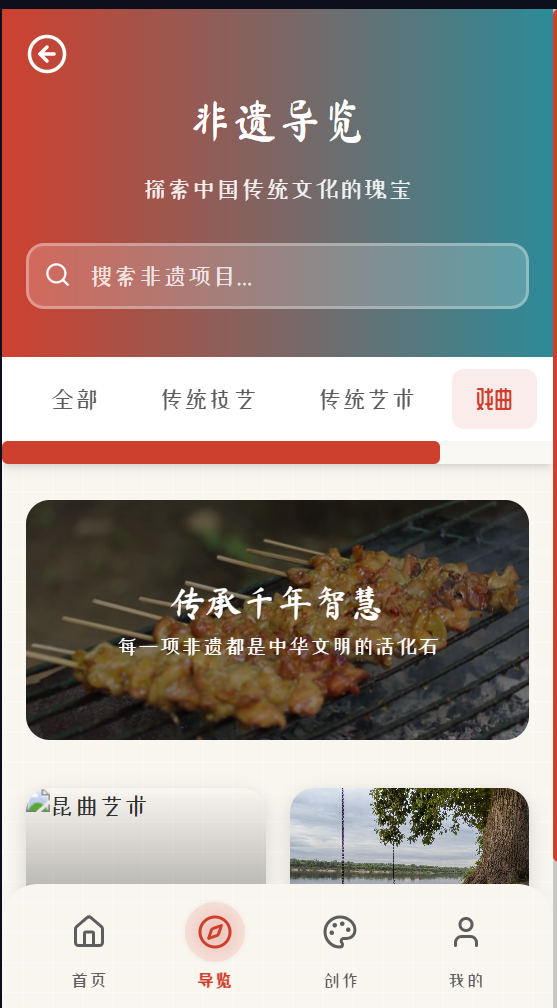 非遗导览
探索中国传统文化的瑰宝
搜索非遗项目...
全部 传统技艺 传统艺术 戏曲
传承千年智慧
每一项非遗都是中华文明的活化石
昆曲艺术
首页 导览 创作 我的